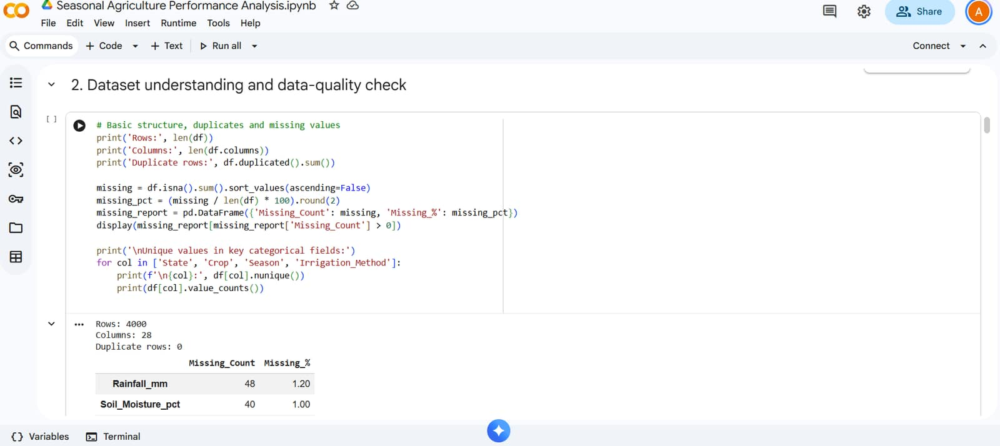 CO
Seasonal Agriculture Performance Analysis.ipynb
File Edit View Insert Runtime Tools Help
Share
A
Commands + Code + Text Run all
Connect
2. Dataset understanding and data-quality check
[ ]
# Basic structure, duplicates and missing values
print('Rows:', len(df))
print('Columns:', len(df.columns))
print('Duplicate rows:', df.duplicated().sum())
missing = df.isna().sum().sort_values(ascending=False)
missing_pct = (missing / len(df) * 100).round(2)
missing_report = pd.DataFrame({'Missing_Count': missing, 'Missing_%': missing_pct})
display(missing_report[missing_report['Missing_Count'] > 0])
print('\nUnique values in key categorical fields:')
for col in ['State', 'Crop', 'Season', 'Irrigation_Method']:
    print(f'\n{col}:', df[col].nunique())
    print(df[col].value_counts())
Rows: 4000
Columns: 28
Duplicate rows: 0
Missing_Count Missing_%
Rainfall_mm 48 1.20
Soil_Moisture_pct 40 1.00
{} Variables Terminal